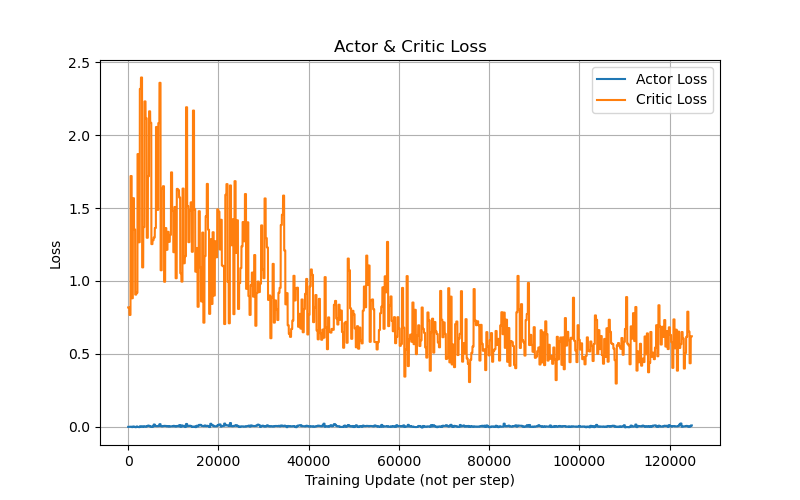 Actor & Critic Loss
2.5
2.0
1.5
1.0
0.5
0.0
Loss
Actor Loss
Critic Loss
0
20000
40000
60000
80000
100000
120000
Training Update (not per step)